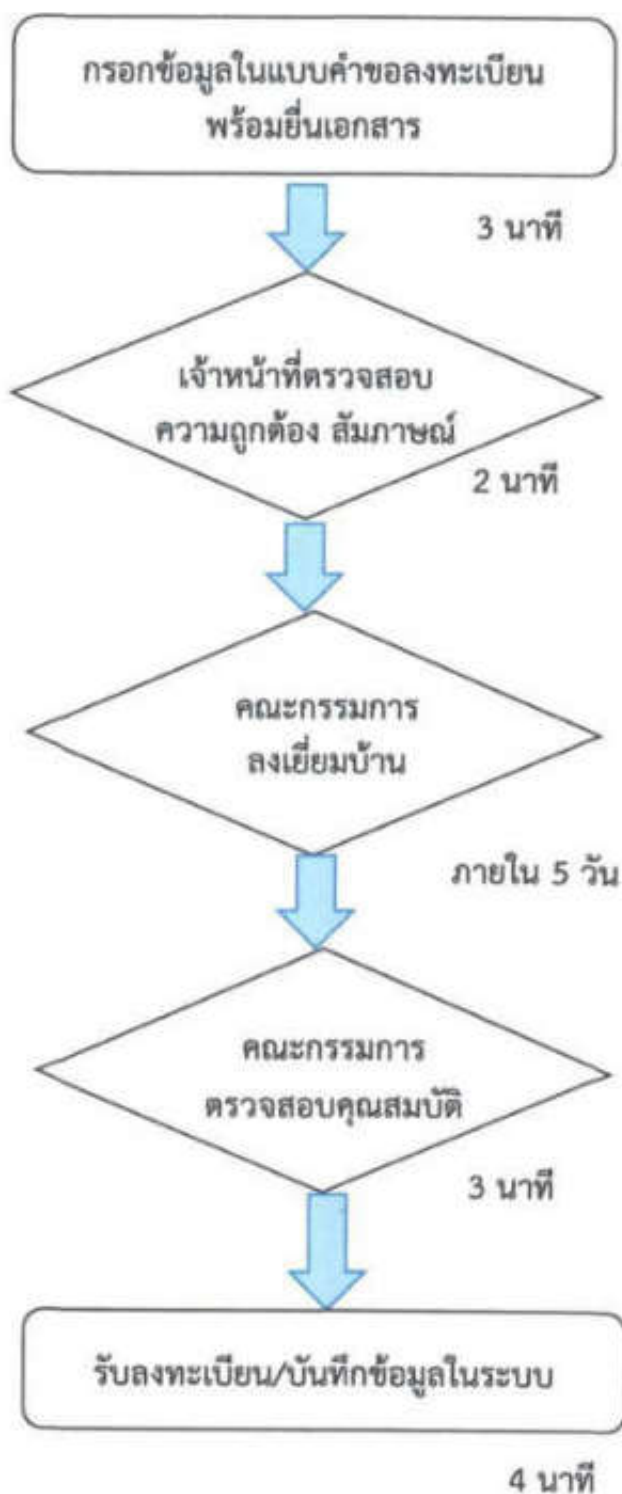 กรอกข้อมูลในแบบคำขอลงทะเบียน
พร้อมยื่นเอกสาร
3 นาที
เจ้าหน้าที่ตรวจสอบ
ความถูกต้อง สัมภาษณ์
2 นาที
คณะกรรมการ
ลงเยี่ยมบ้าน
ภายใน 5 วัน
คณะกรรมการ
ตรวจสอบคุณสมบัติ
3 นาที
รับลงทะเบียน/บันทึกข้อมูลในระบบ
4 นาที